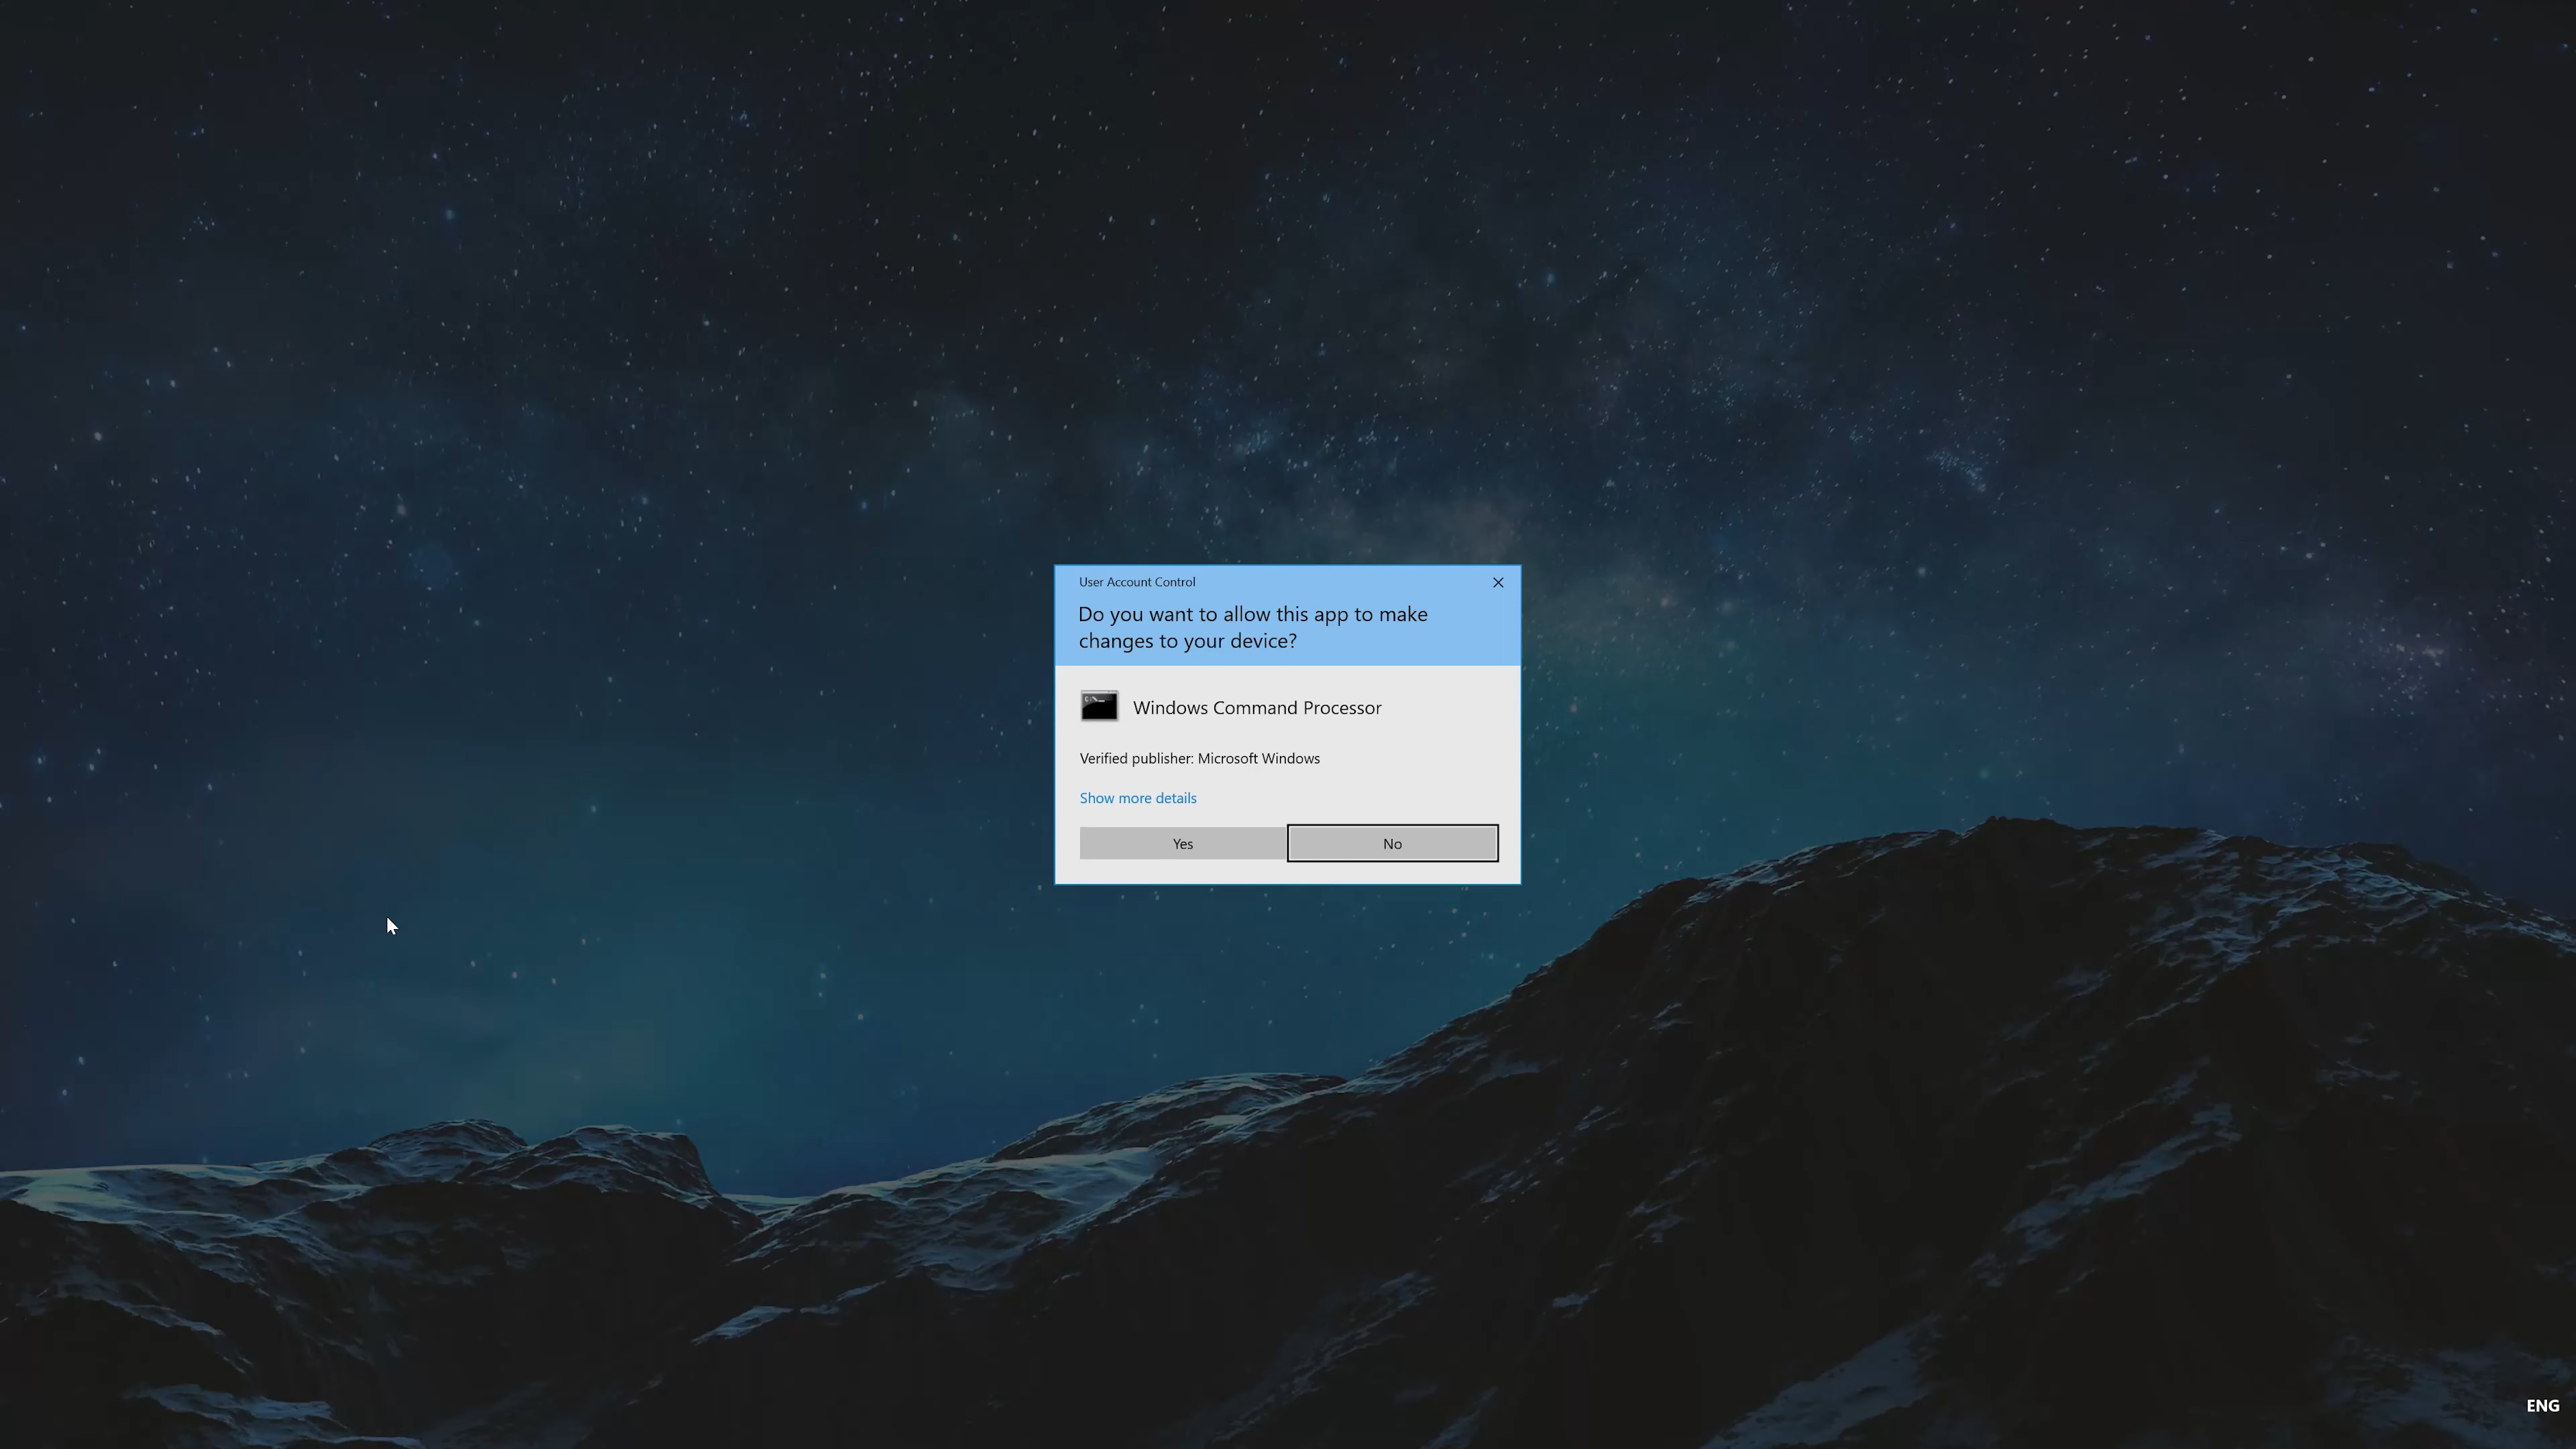 User Account Control
Do you want to allow this app to make
changes to your device?
Windows Command Processor
Verified publisher: Microsoft Windows
Show more details
Yes
No
ENG